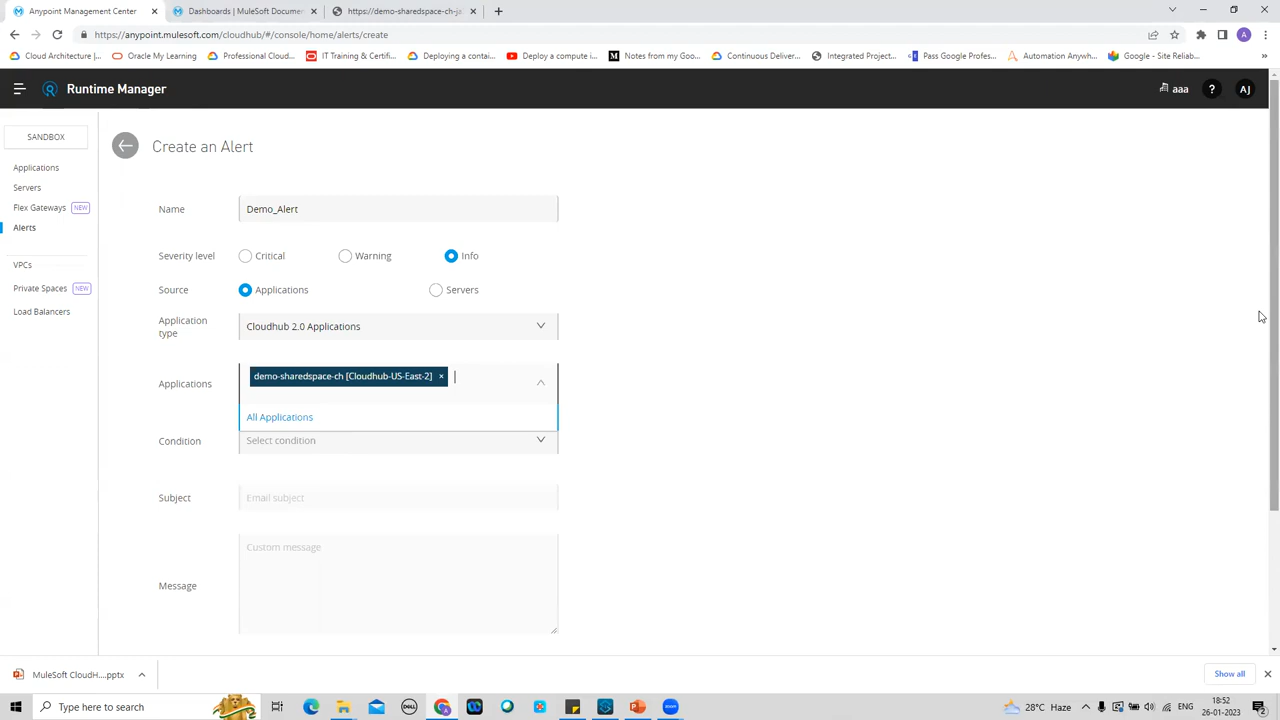 Anypoint Management Center
Dashboards | MuleSoft Documen
https://demo-sharedspace-ch-ja
https://anypoint.mulesoft.com/cloudhub/#/console/home/alerts/create
Cloud Architecture |...
Oracle My Learning
Professional Cloud...
IT Training & Certifi...
Deploying a contai...
Deploy a compute i...
Notes from my Goo...
Continuous Deliver...
Integrated Project...
Pass Google Profes...
Automation Anywh...
Google - Site Reliab...
Runtime Manager
aaa
?
AJ
SANDBOX
Applications
Servers
Flex Gateways NEW
Alerts
VPCs
Private Spaces NEW
Load Balancers
Create an Alert
Name
Demo_Alert
Severity level
Critical
Warning
Info
Source
Applications
Servers
Application
type
Cloudhub 2.0 Applications
Applications
demo-sharedspace-ch [Cloudhub-US-East-2] ×
All Applications
Condition
Select condition
Subject
Email subject
Message
Custom message
MuleSoft CloudH....pptx
Show all
Type here to search
28°C Haze
ENG
18:52
26-01-2023